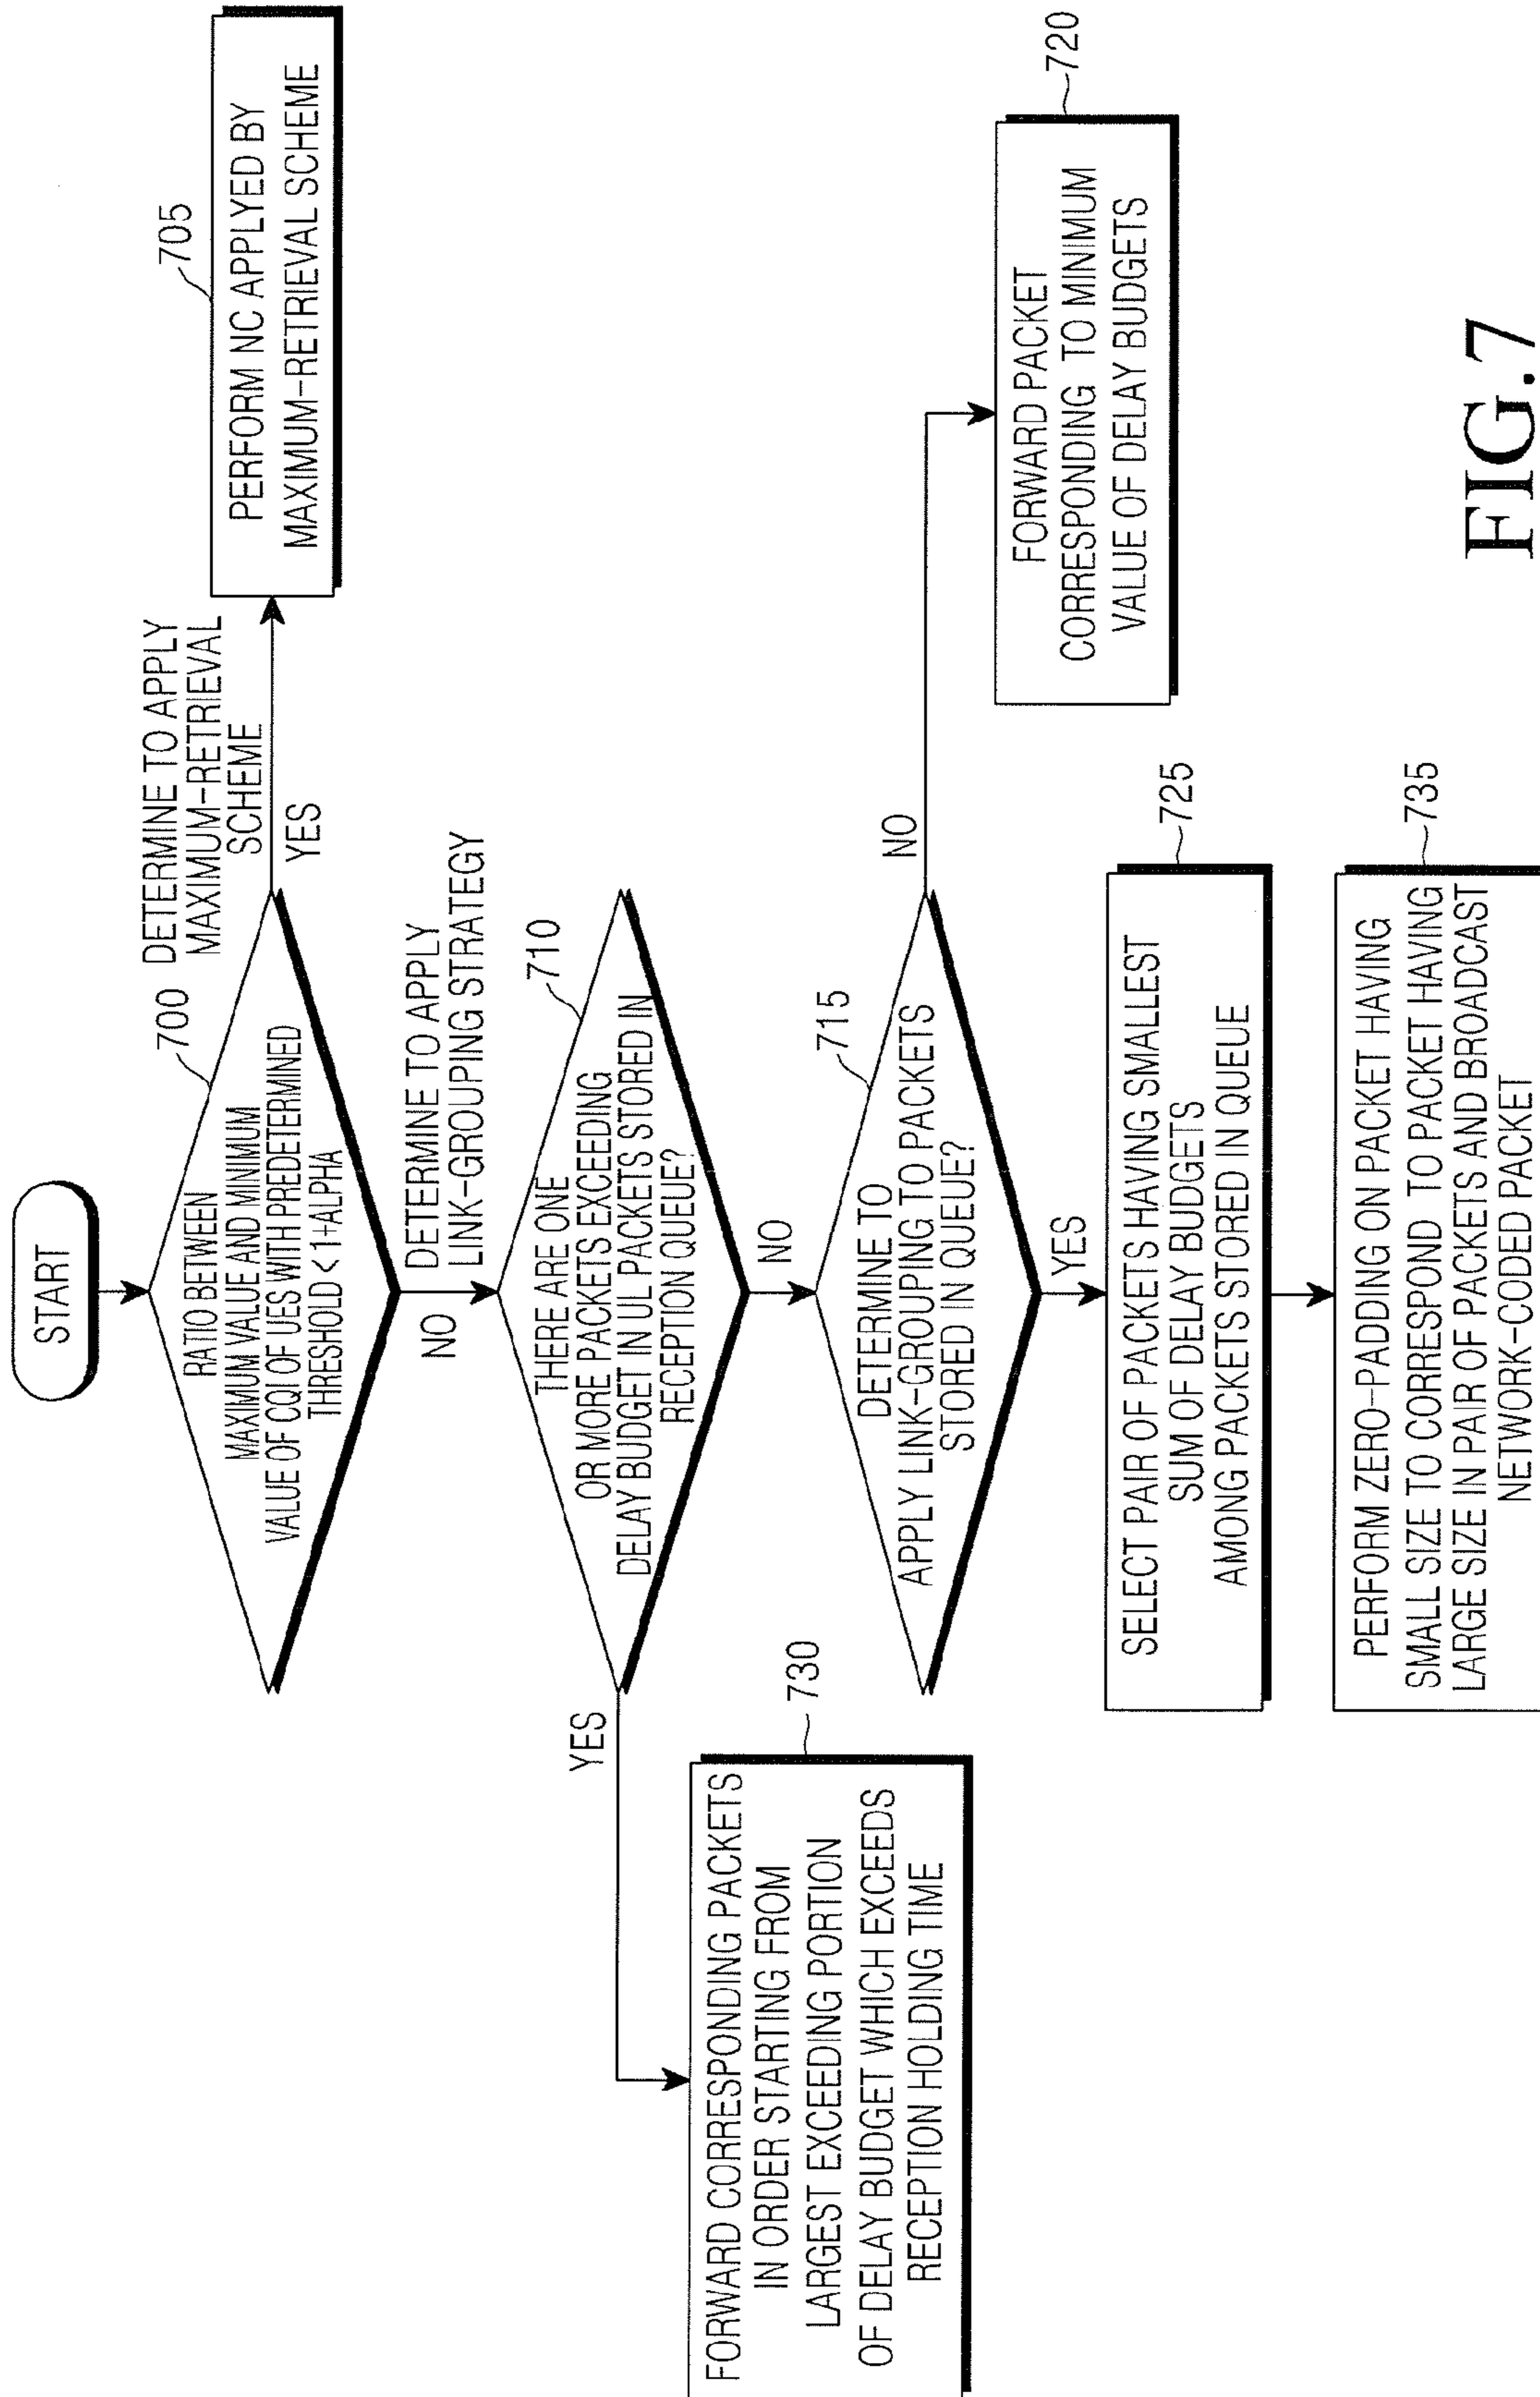 START
700
RATIO BETWEEN
MAXIMUM VALUE AND MINIMUM
VALUE OF CQI OF UES WITH PREDETERMINED
THRESHOLD < 1+ALPHA
DETERMINE TO APPLY
MAXIMUM-RETRIEVAL
SCHEME
YES
705
PERFORM NC APPLYED BY
MAXIMUM-RETRIEVAL SCHEME
DETERMINE TO APPLY
LINK-GROUPING STRATEGY
NO
710
THERE ARE ONE
OR MORE PACKETS EXCEEDING
DELAY BUDGET IN UL PACKETS STORED IN
RECEPTION QUEUE?
YES
730
FORWARD CORRESPONDING PACKETS
IN ORDER STARTING FROM
LARGEST EXCEEDING PORTION
OF DELAY BUDGET WHICH EXCEEDS
RECEPTION HOLDING TIME
NO
715
DETERMINE TO
APPLY LINK-GROUPING TO PACKETS
STORED IN QUEUE?
NO
720
FORWARD PACKET
CORRESPONDING TO MINIMUM
VALUE OF DELAY BUDGETS
YES
725
SELECT PAIR OF PACKETS HAVING SMALLEST
SUM OF DELAY BUDGETS
AMONG PACKETS STORED IN QUEUE
735
PERFORM ZERO-PADDING ON PACKET HAVING
SMALL SIZE TO CORRESPOND TO PACKET HAVING
LARGE SIZE IN PAIR OF PACKETS AND BROADCAST
NETWORK-CODED PACKET
FIG.7